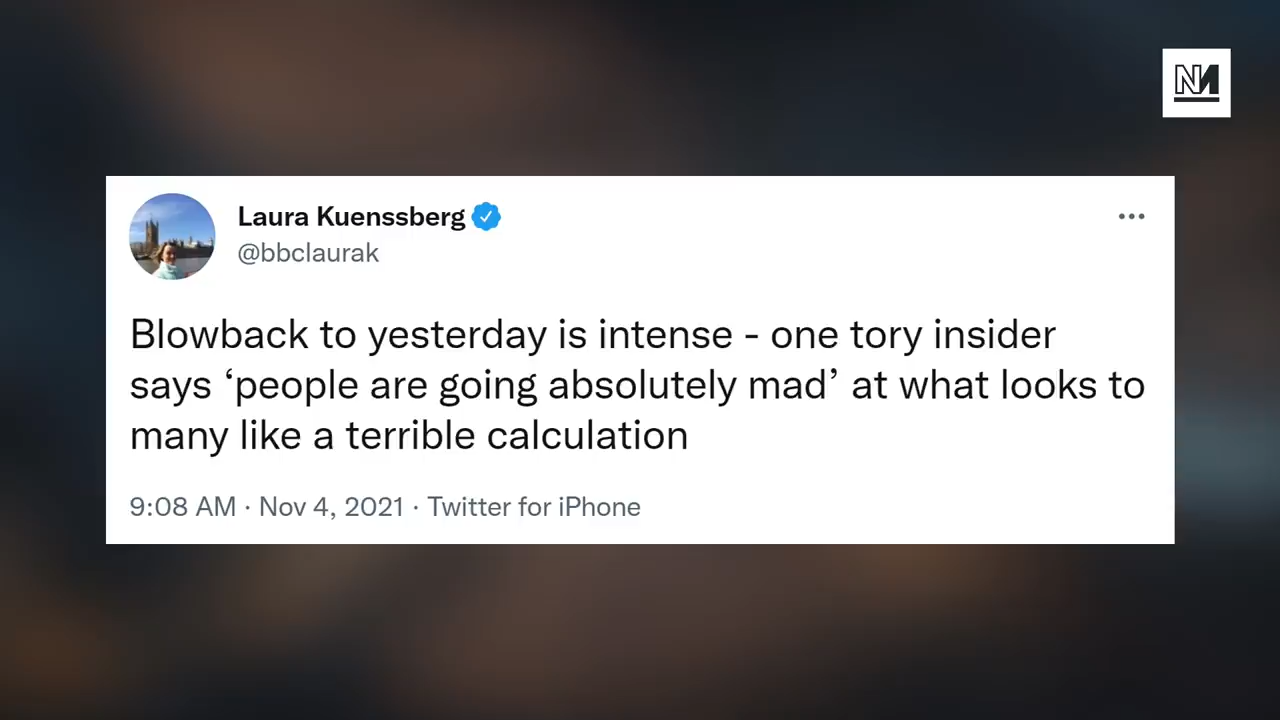 NM
Laura Kuenssberg
@bbclaurak
Blowback to yesterday is intense - one tory insider
says ‘people are going absolutely mad’ at what looks to
many like a terrible calculation
9:08 AM · Nov 4, 2021 · Twitter for iPhone